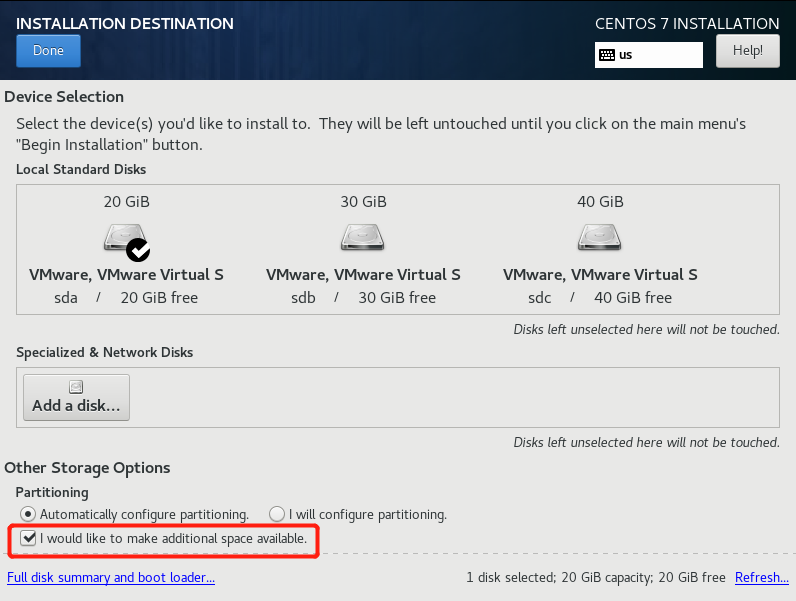 INSTALLATION DESTINATION
CENTOS 7 INSTALLATION
Done
us
Help!
Device Selection
Select the device(s) you'd like to install to.  They will be left untouched until you click on the main menu's
"Begin Installation" button.
Local Standard Disks
20 GiB
30 GiB
40 GiB
VMware, VMware Virtual S
VMware, VMware Virtual S
VMware, VMware Virtual S
sda / 20 GiB free
sdb / 30 GiB free
sdc / 40 GiB free
Disks left unselected here will not be touched.
Specialized & Network Disks
Add a disk...
Disks left unselected here will not be touched.
Other Storage Options
Partitioning
Automatically configure partitioning.
I will configure partitioning.
I would like to make additional space available.
Full disk summary and boot loader...
1 disk selected; 20 GiB capacity; 20 GiB free
Refresh...